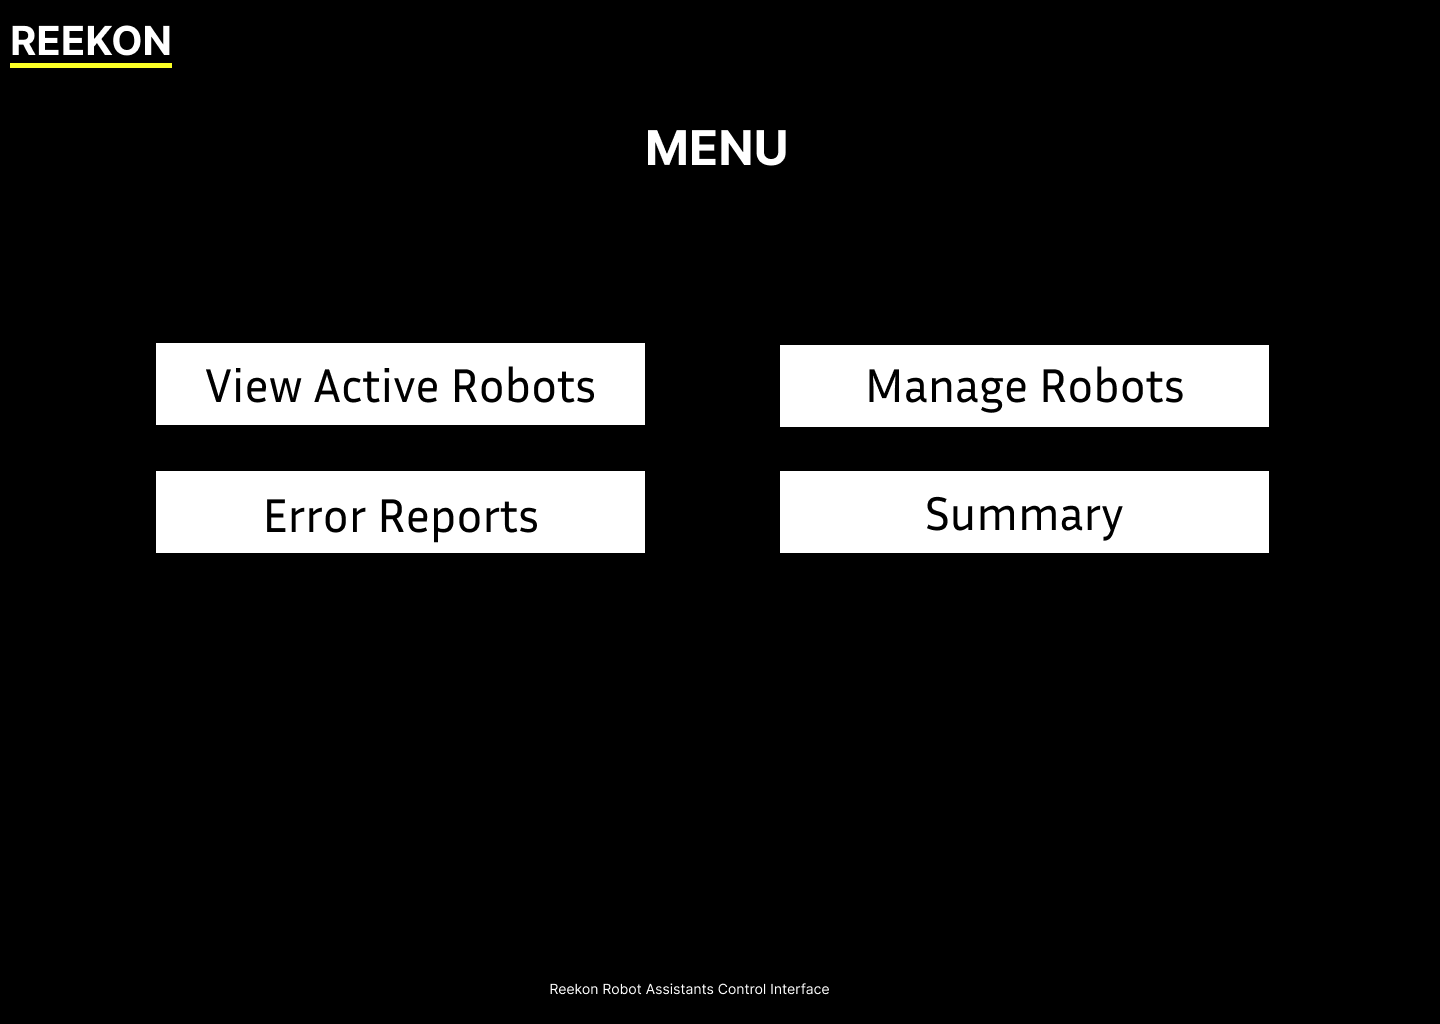 REEKON
MENU
View Active Robots
Manage Robots
Error Reports
Summary
Reekon Robot Assistants Control Interface